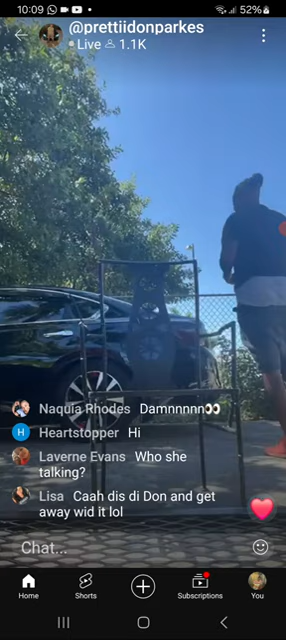 10:09
52%
@prettiidonparkes
Live 1.1K
Naquia Rhodes Damnnnnn👀
H Heartstopper Hi
Laverne Evans Who she
talking?
Lisa Caah dis di Don and get
away wid it lol
Chat...
Home Shorts Subscriptions You